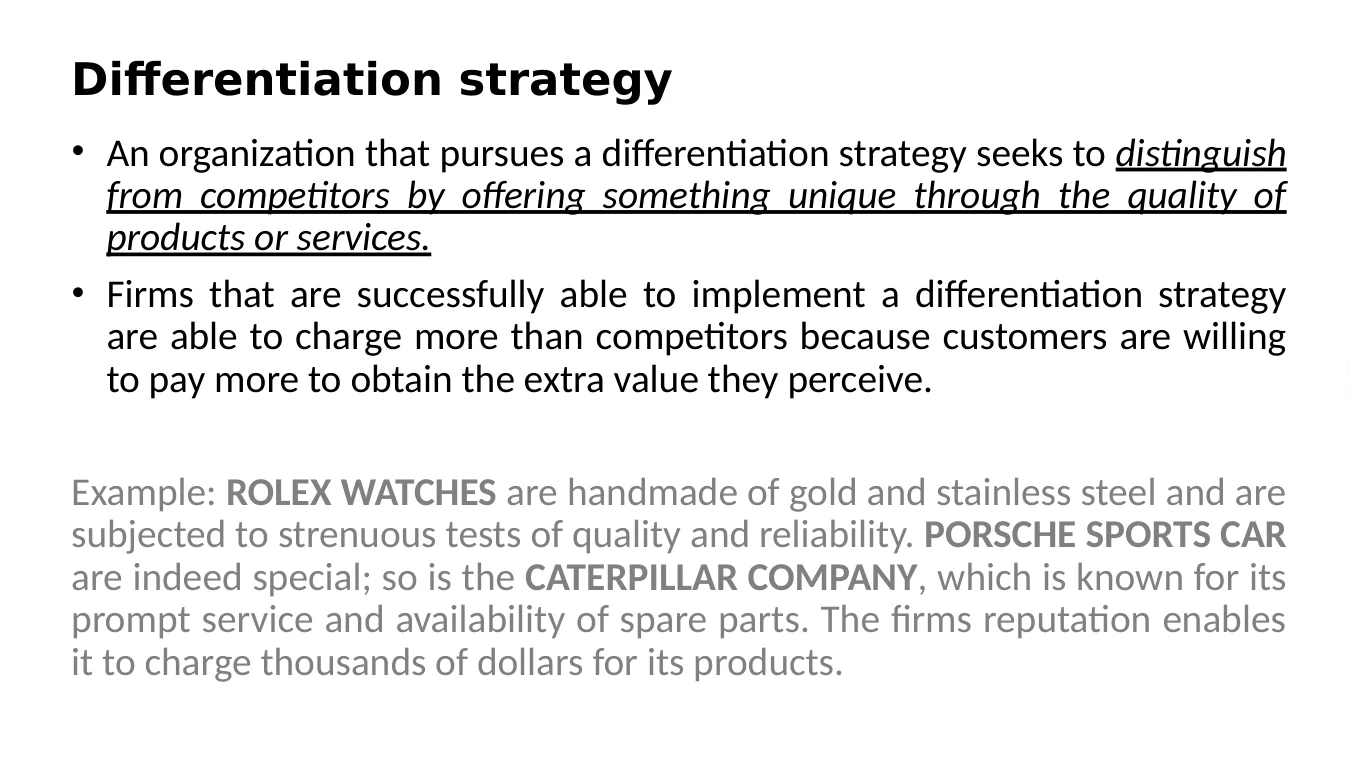 Differentiation strategy
• An organization that pursues a differentiation strategy seeks to distinguish
from competitors by offering something unique through the quality of
products or services.
• Firms that are successfully able to implement a differentiation strategy
are able to charge more than competitors because customers are willing
to pay more to obtain the extra value they perceive.
Example: ROLEX WATCHES are handmade of gold and stainless steel and are
subjected to strenuous tests of quality and reliability. PORSCHE SPORTS CAR
are indeed special; so is the CATERPILLAR COMPANY, which is known for its
prompt service and availability of spare parts. The firms reputation enables
it to charge thousands of dollars for its products.